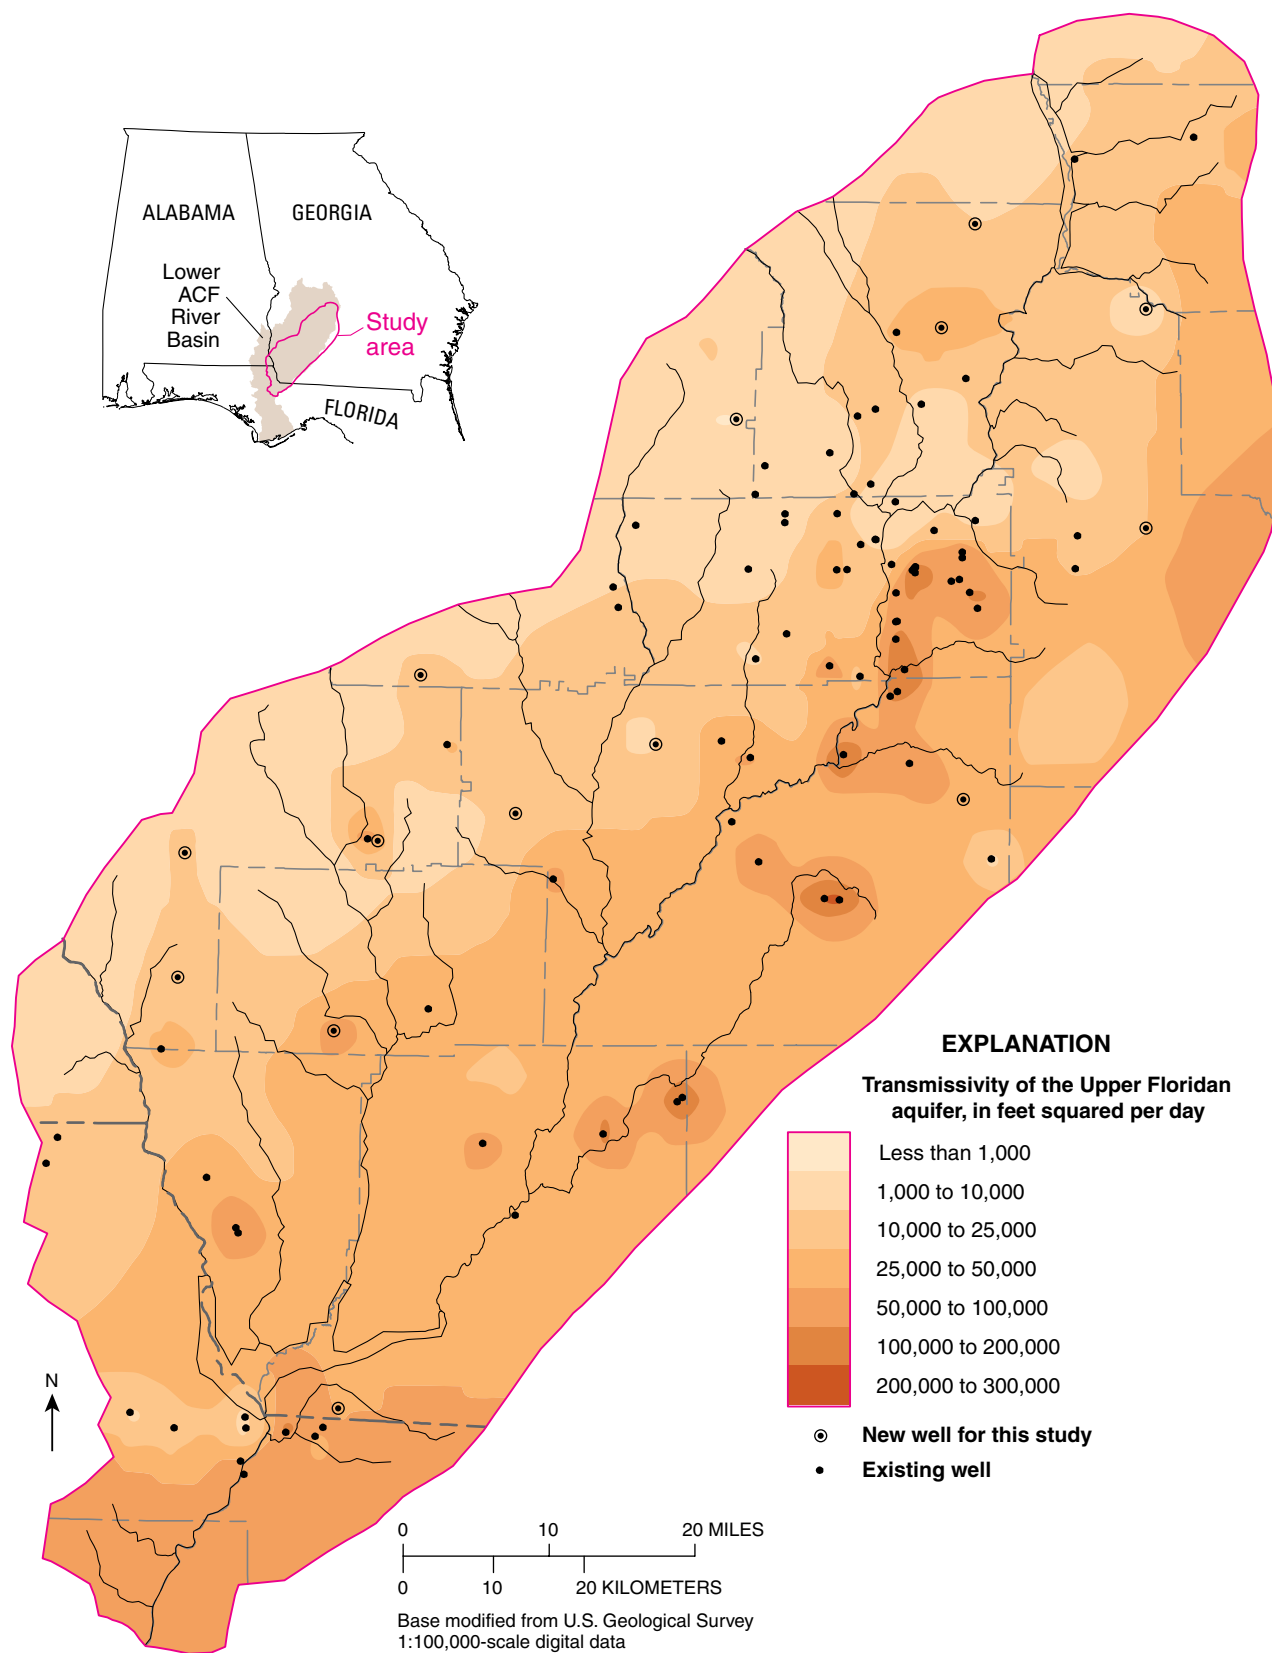 ALABAMA
GEORGIA
Lower
ACF
River
Basin
Study
area
FLORIDA
EXPLANATION
Transmissivity of the Upper Floridan
aquifer, in feet squared per day
Less than 1,000
1,000 to 10,000
10,000 to 25,000
25,000 to 50,000
50,000 to 100,000
100,000 to 200,000
200,000 to 300,000
New well for this study
Existing well
N
0 10 20 MILES
0 10 20 KILOMETERS
Base modified from U.S. Geological Survey
1:100,000-scale digital data